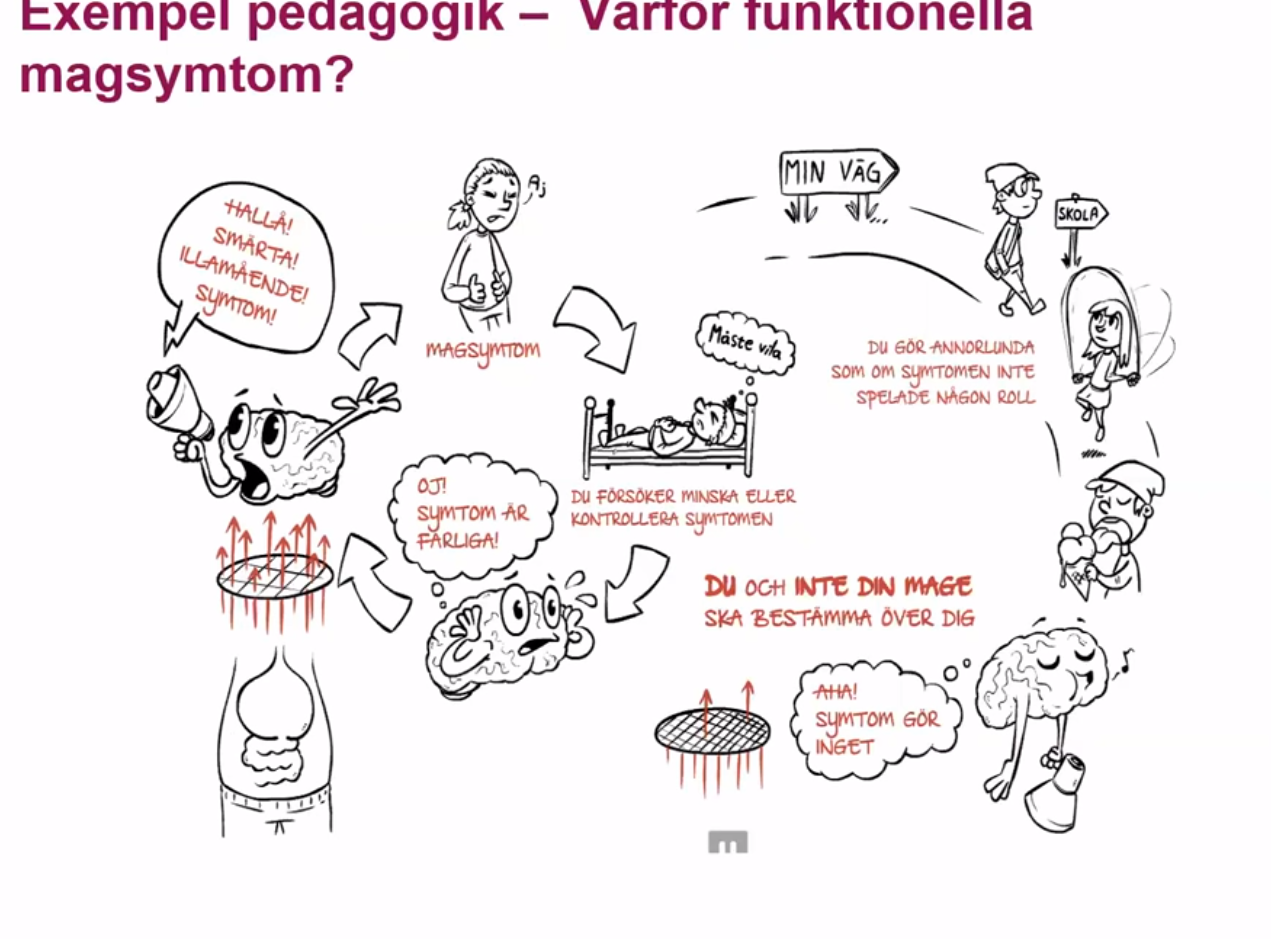 Exempel pedagogik – Varför funktionella
magsymtom?
HALLÅ!
SMÄRTA!
ILLAMÅENDE!
SYMTOM!
Aj
MAGSYMTOM
Måste vila
DU FÖRSÖKER MINSKA ELLER
KONTROLLERA SYMTOMEN
OJ!
SYMTOM ÄR
FARLIGA!
MIN VÄG
SKOLA
DU GÖR ANNORLUNDA
SOM OM SYMTOMEN INTE
SPELADE NÅGON ROLL
DU OCH INTE DIN MAGE
SKA BESTÄMMA ÖVER DIG
AHA!
SYMTOM GÖR
INGET
m